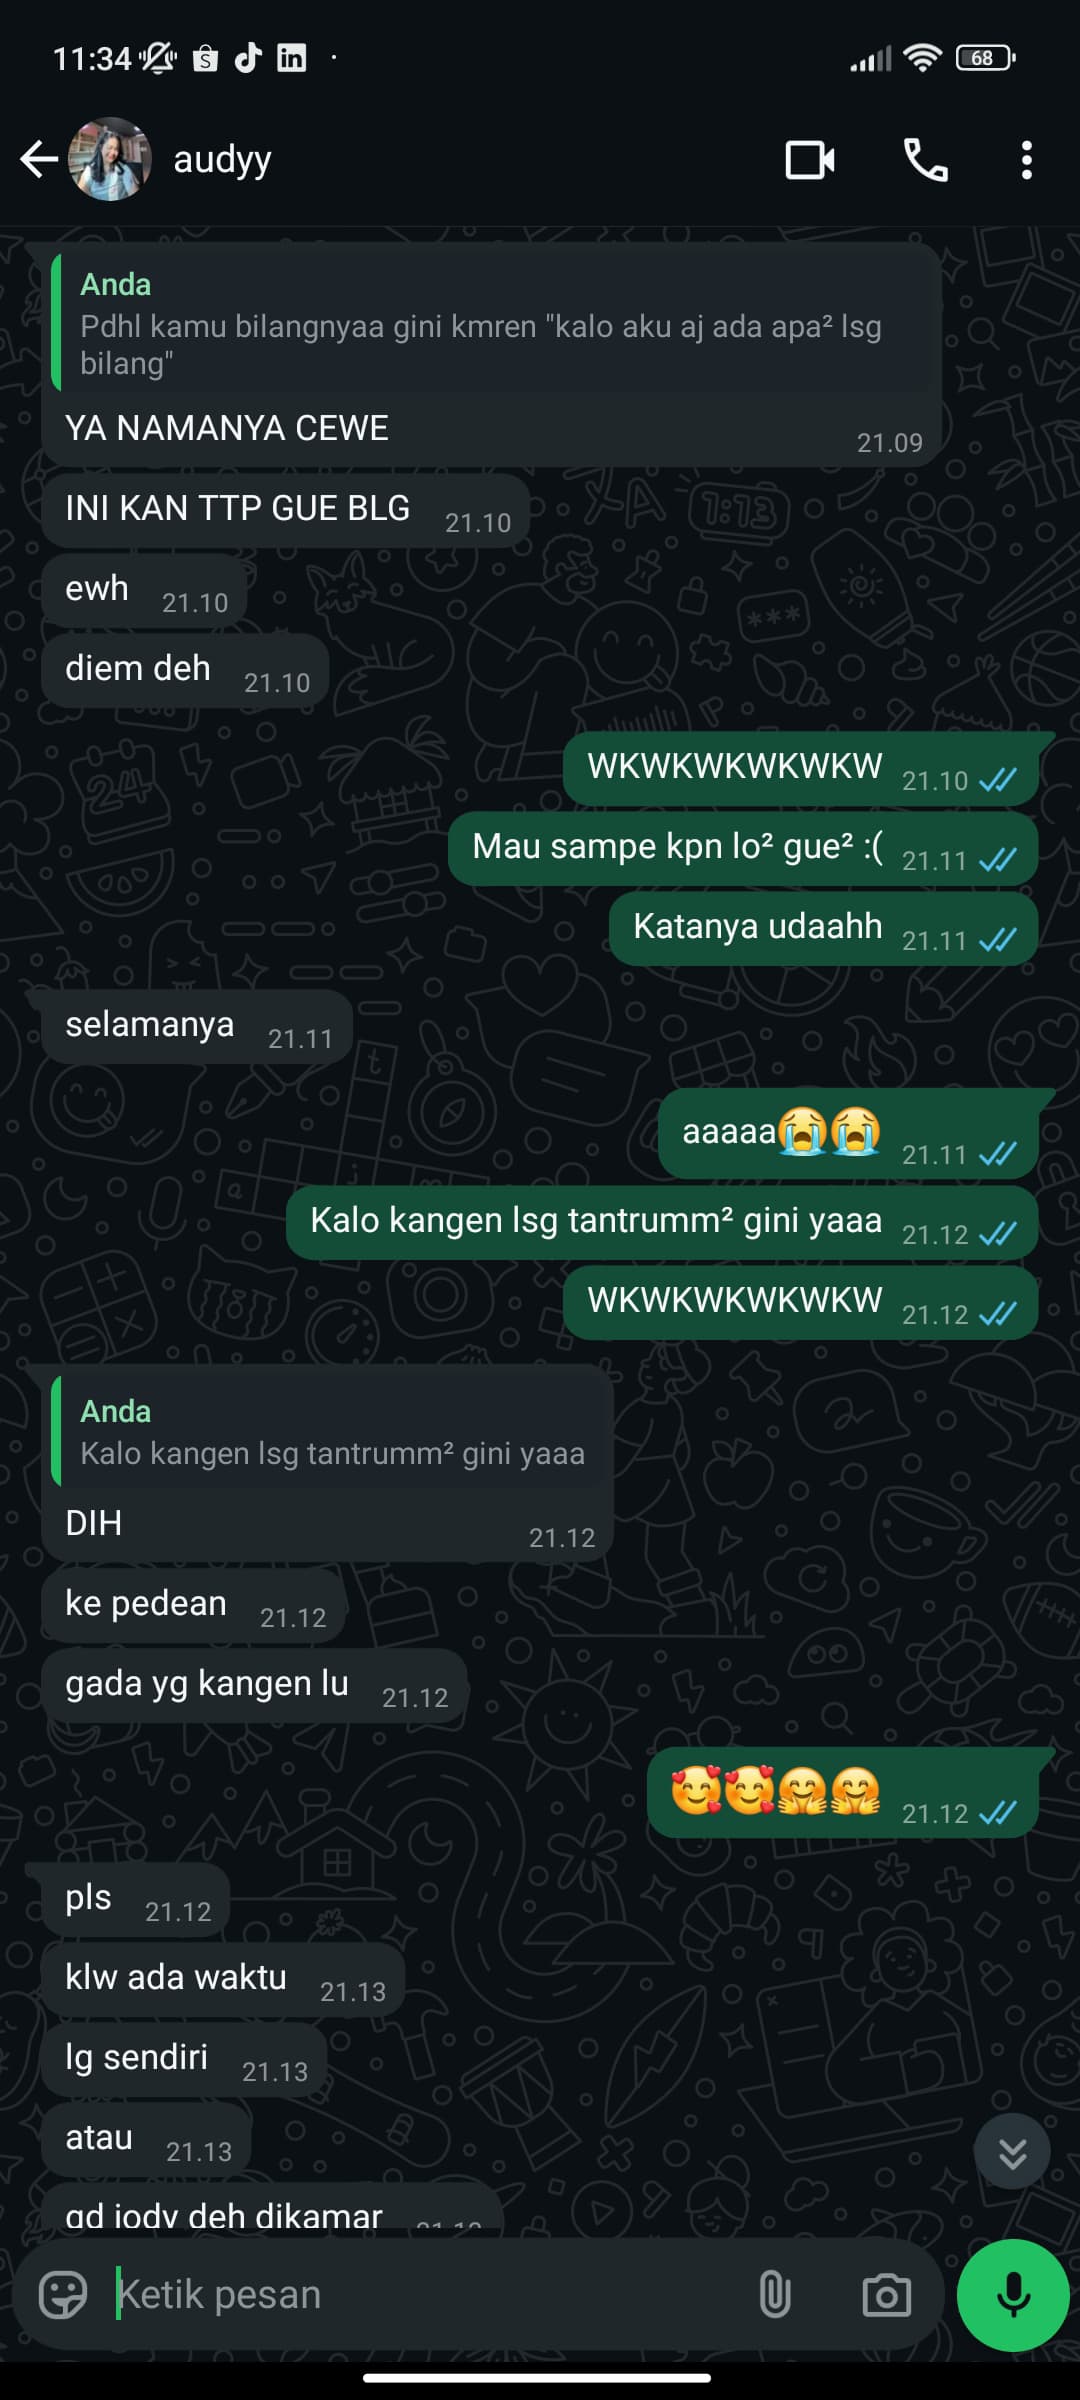 11:34
68
audyy
Anda
Pdhl kamu bilangnyaa gini kmren "kalo aku aj ada apa² lsg
bilang"
YA NAMANYA CEWE
21.09
INI KAN TTP GUE BLG 21.10
ewh 21.10
diem deh 21.10
WKWKWKWKWKW 21.10
Mau sampe kpn lo² gue² :( 21.11
Katanya udaahh 21.11
selamanya 21.11
aaaaa😭😭 21.11
Kalo kangen lsg tantrumm² gini yaaa 21.12
WKWKWKWKWKW 21.12
Anda
Kalo kangen lsg tantrumm² gini yaaa
DIH
21.12
ke pedean 21.12
gada yg kangen lu 21.12
🥰🥰🤗🤗 21.12
pls 21.12
klw ada waktu 21.13
lg sendiri 21.13
atau 21.13
gd jody deh dikamar
Ketik pesan